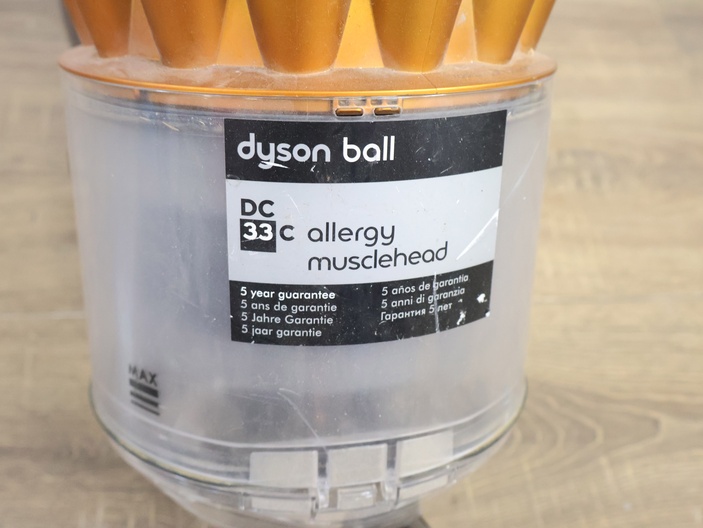 dyson ball
DC
33 C allergy
musclehead
5 year guarantee
5 ans de garantie
5 Jahre Garantie
5 jaar garantie
5 años de garantia
5 anni di garanzia
Гарантия 5 лет
MAX